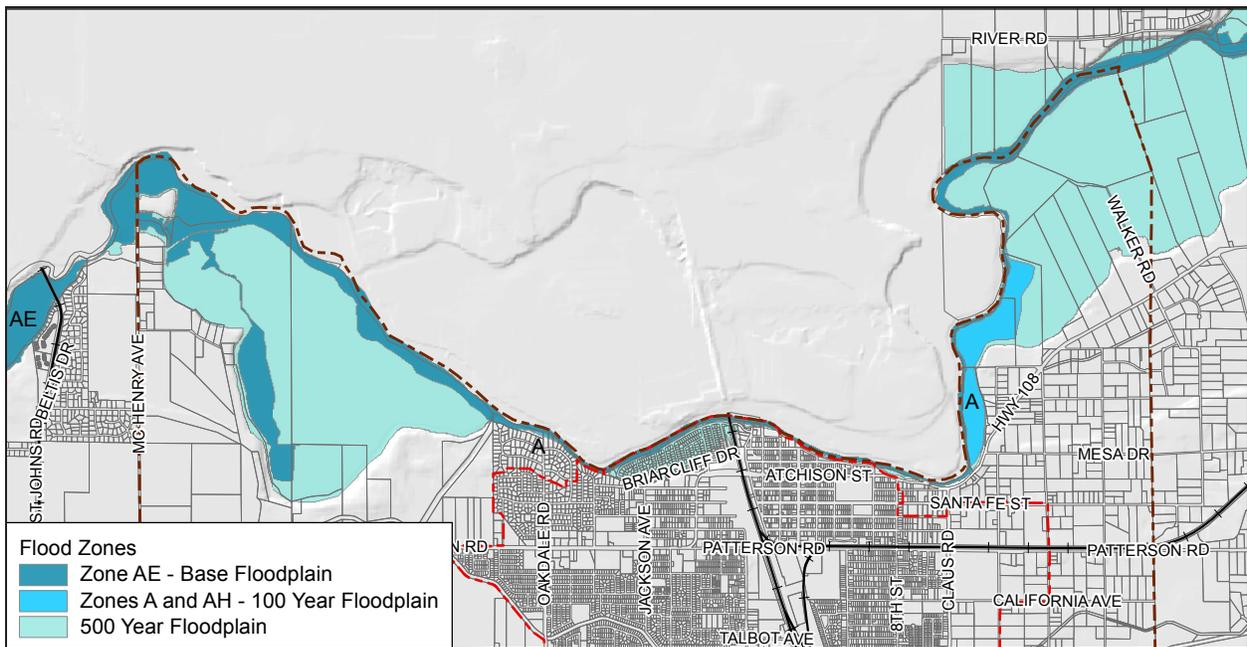 RIVER RD
WALKER RD
AE
ST JOHNS RD
BELTIS DR
MC HENRY AVE
HWY 108
A
A
MESA DR
BRIARCLIFF DR
ATCHISON ST
SANTA FE ST
OAKDALE RD
JACKSON AVE
N RD
PATTERSON RD
PATTERSON RD
8TH ST
CLAUS RD
CALIFORNIA AVE
TALBOT AVE
Flood Zones
Zone AE - Base Floodplain
Zones A and AH - 100 Year Floodplain
500 Year Floodplain